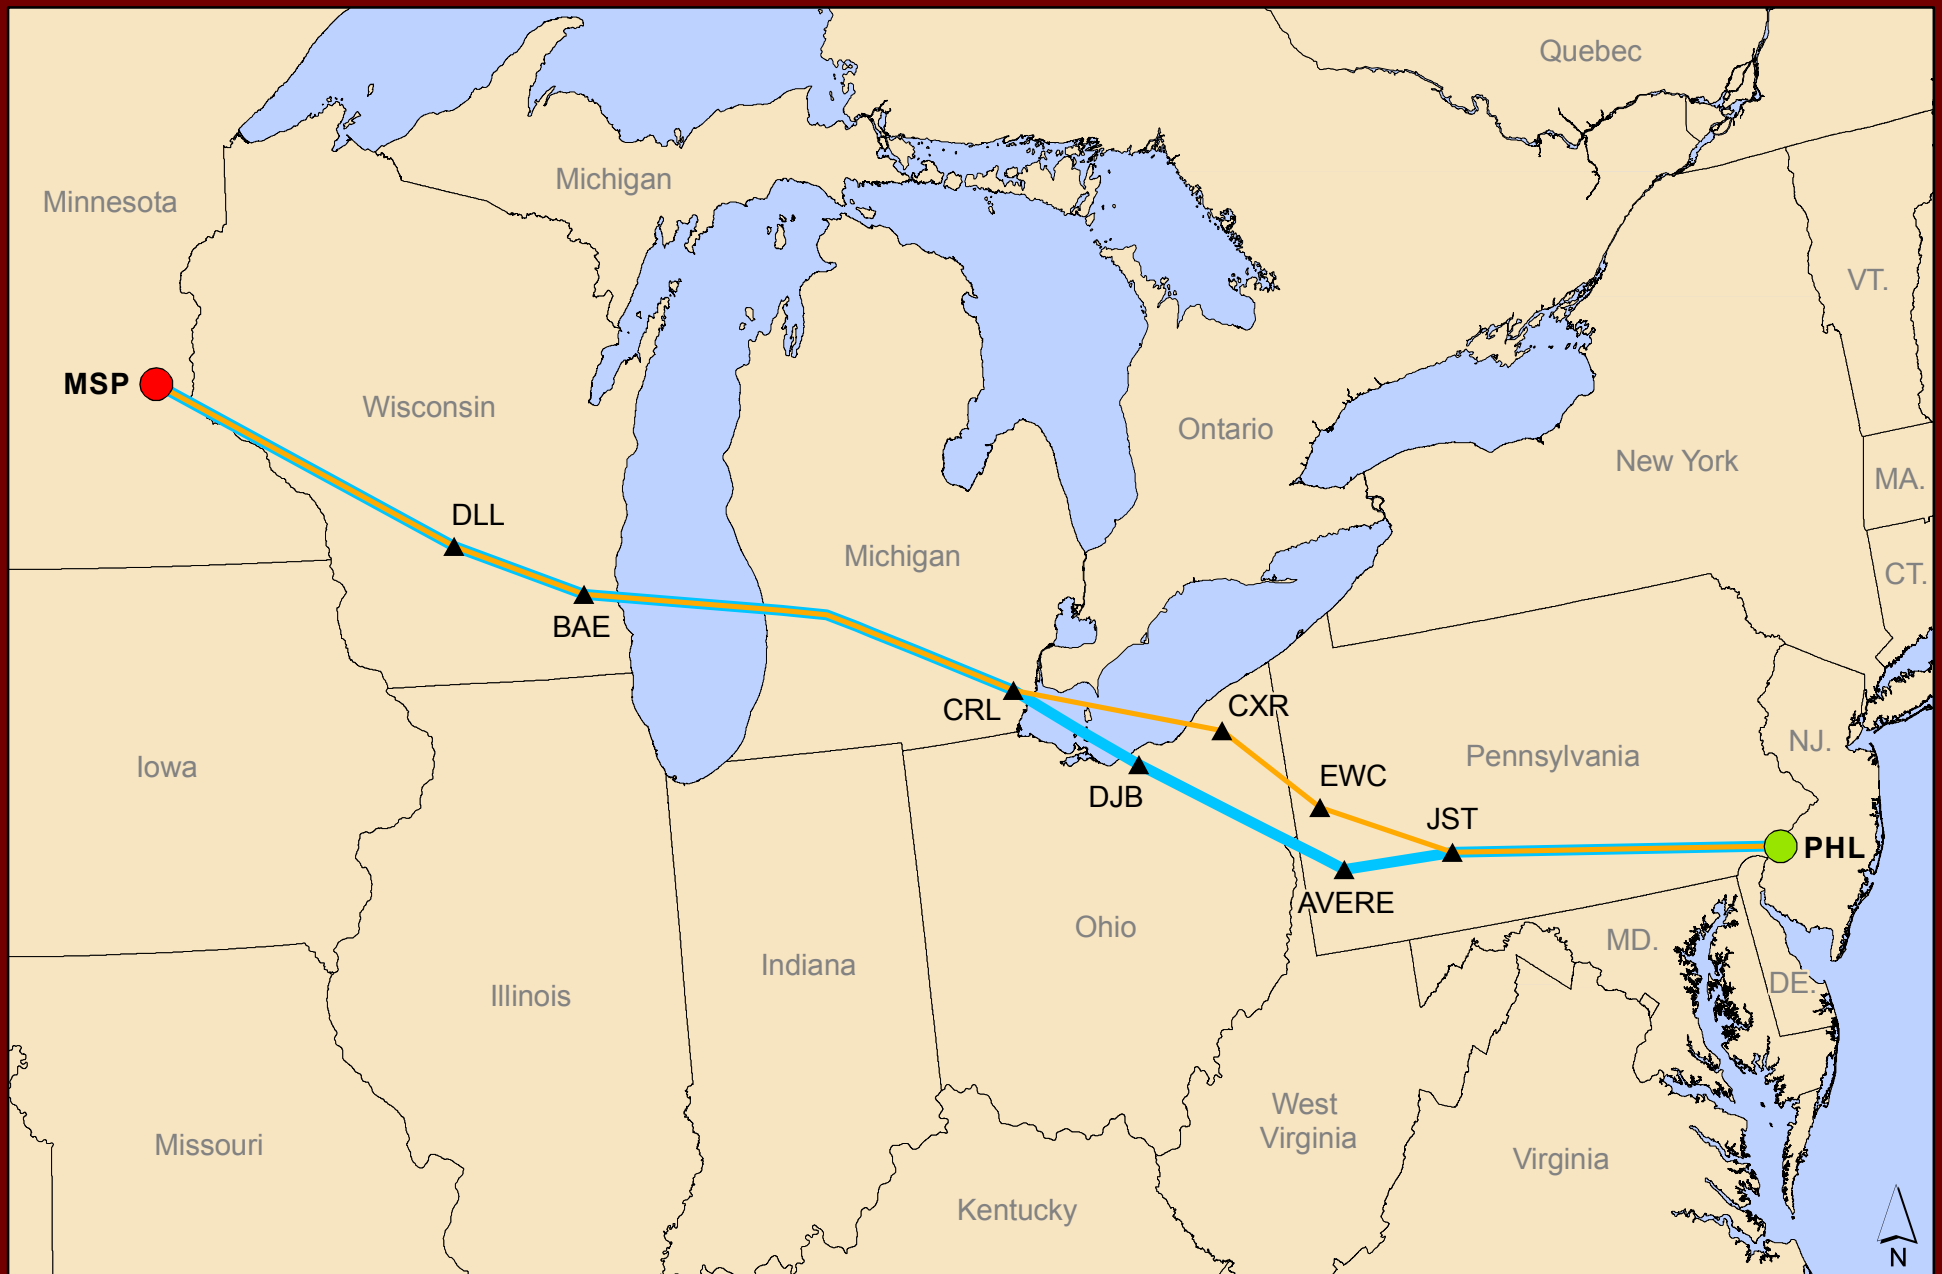 Quebec
Michigan
Minnesota
VT.
MSP
Wisconsin
Ontario
New York
MA.
DLL
Michigan
CT.
BAE
CRL
CXR
NJ.
Pennsylvania
Iowa
EWC
DJB
JST
PHL
AVERE
Ohio
MD.
Indiana
DE.
Illinois
West
Virginia
Missouri
Virginia
Kentucky
N